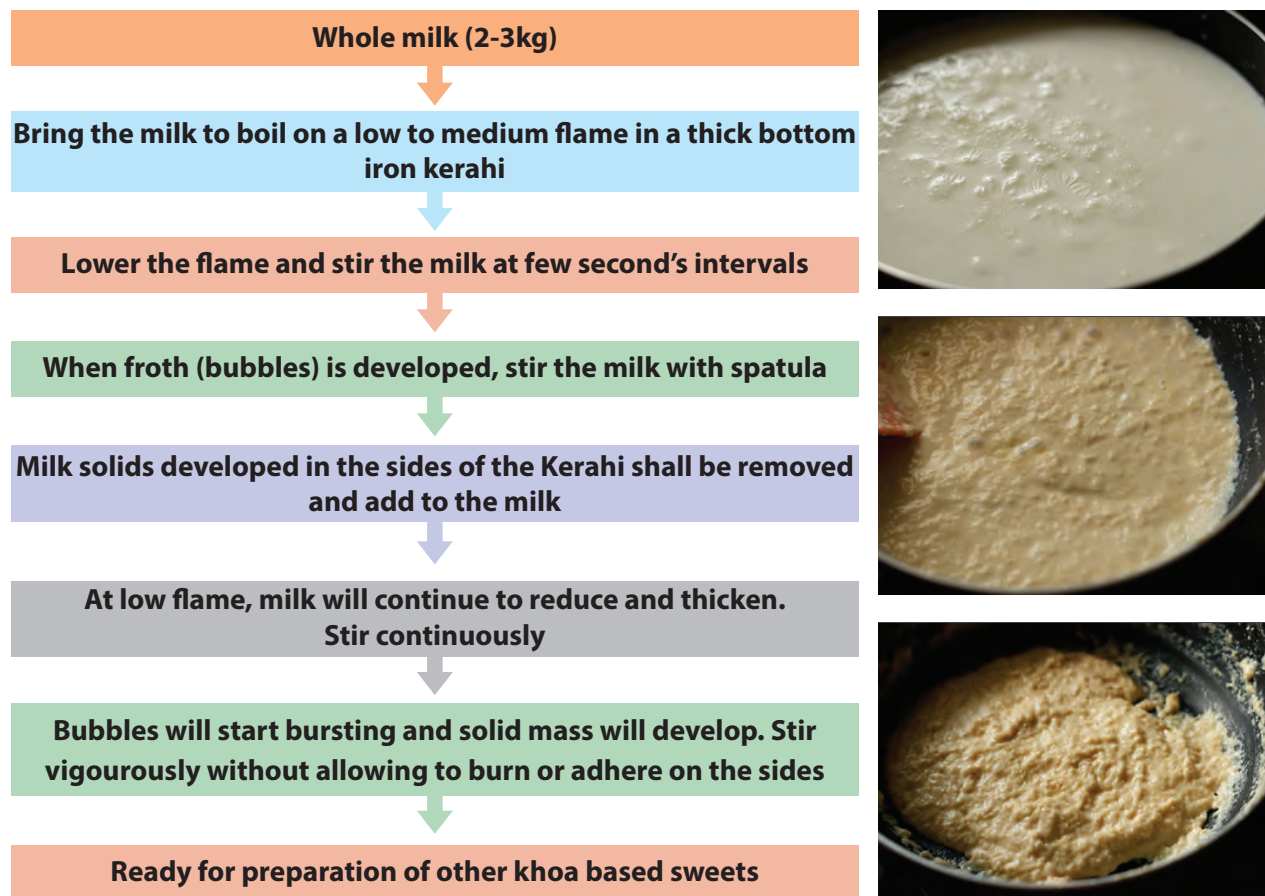 Whole milk (2-3kg)
Bring the milk to boil on a low to medium flame in a thick bottom
iron kerahi
Lower the flame and stir the milk at few second's intervals
When froth (bubbles) is developed, stir the milk with spatula
Milk solids developed in the sides of the Kerahi shall be removed
and add to the milk
At low flame, milk will continue to reduce and thicken.
Stir continuously
Bubbles will start bursting and solid mass will develop. Stir
vigourously without allowing to burn or adhere on the sides
Ready for preparation of other khoa based sweets